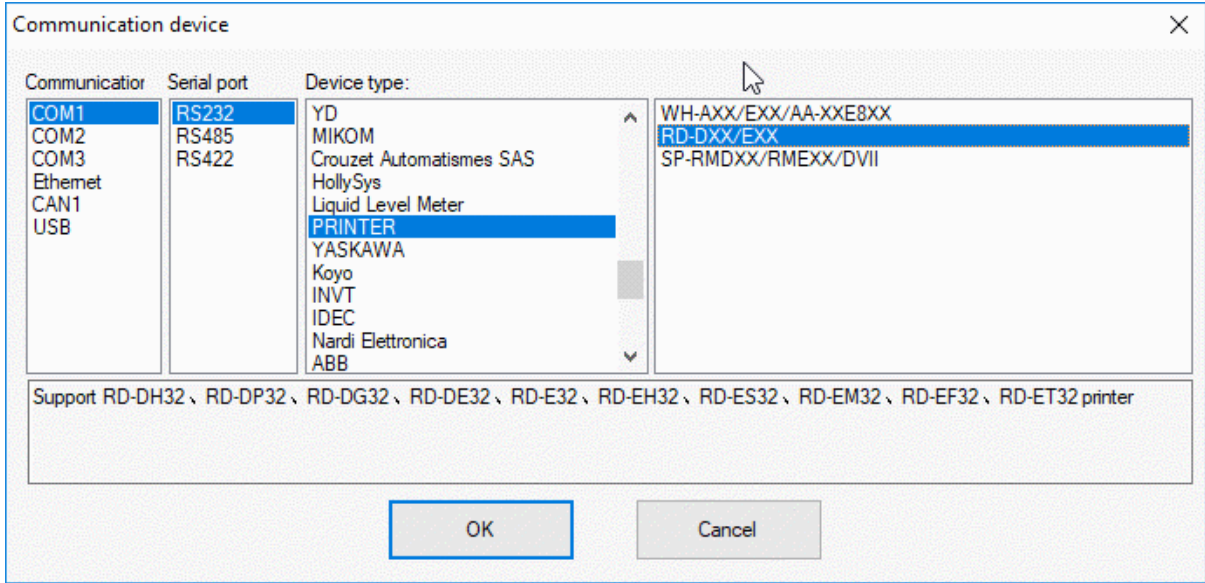 Communication device
Communication
Serial port
Device type:
COM1
COM2
COM3
Ethernet
CAN1
USB
RS232
RS485
RS422
YD
MIKOM
Crouzet Automatismes SAS
HollySys
Liquid Level Meter
PRINTER
YASKAWA
Koyo
INVT
IDEC
Nardi Elettronica
ABB
WH-AXX/EXX/AA-XXE8XX
RD-DXX/EXX
SP-RMDXX/RMEXX/DVII
Support RD-DH32、RD-DP32、RD-DG32、RD-DE32、RD-E32、RD-EH32、RD-ES32、RD-EM32、RD-EF32、RD-ET32 printer
OK
Cancel